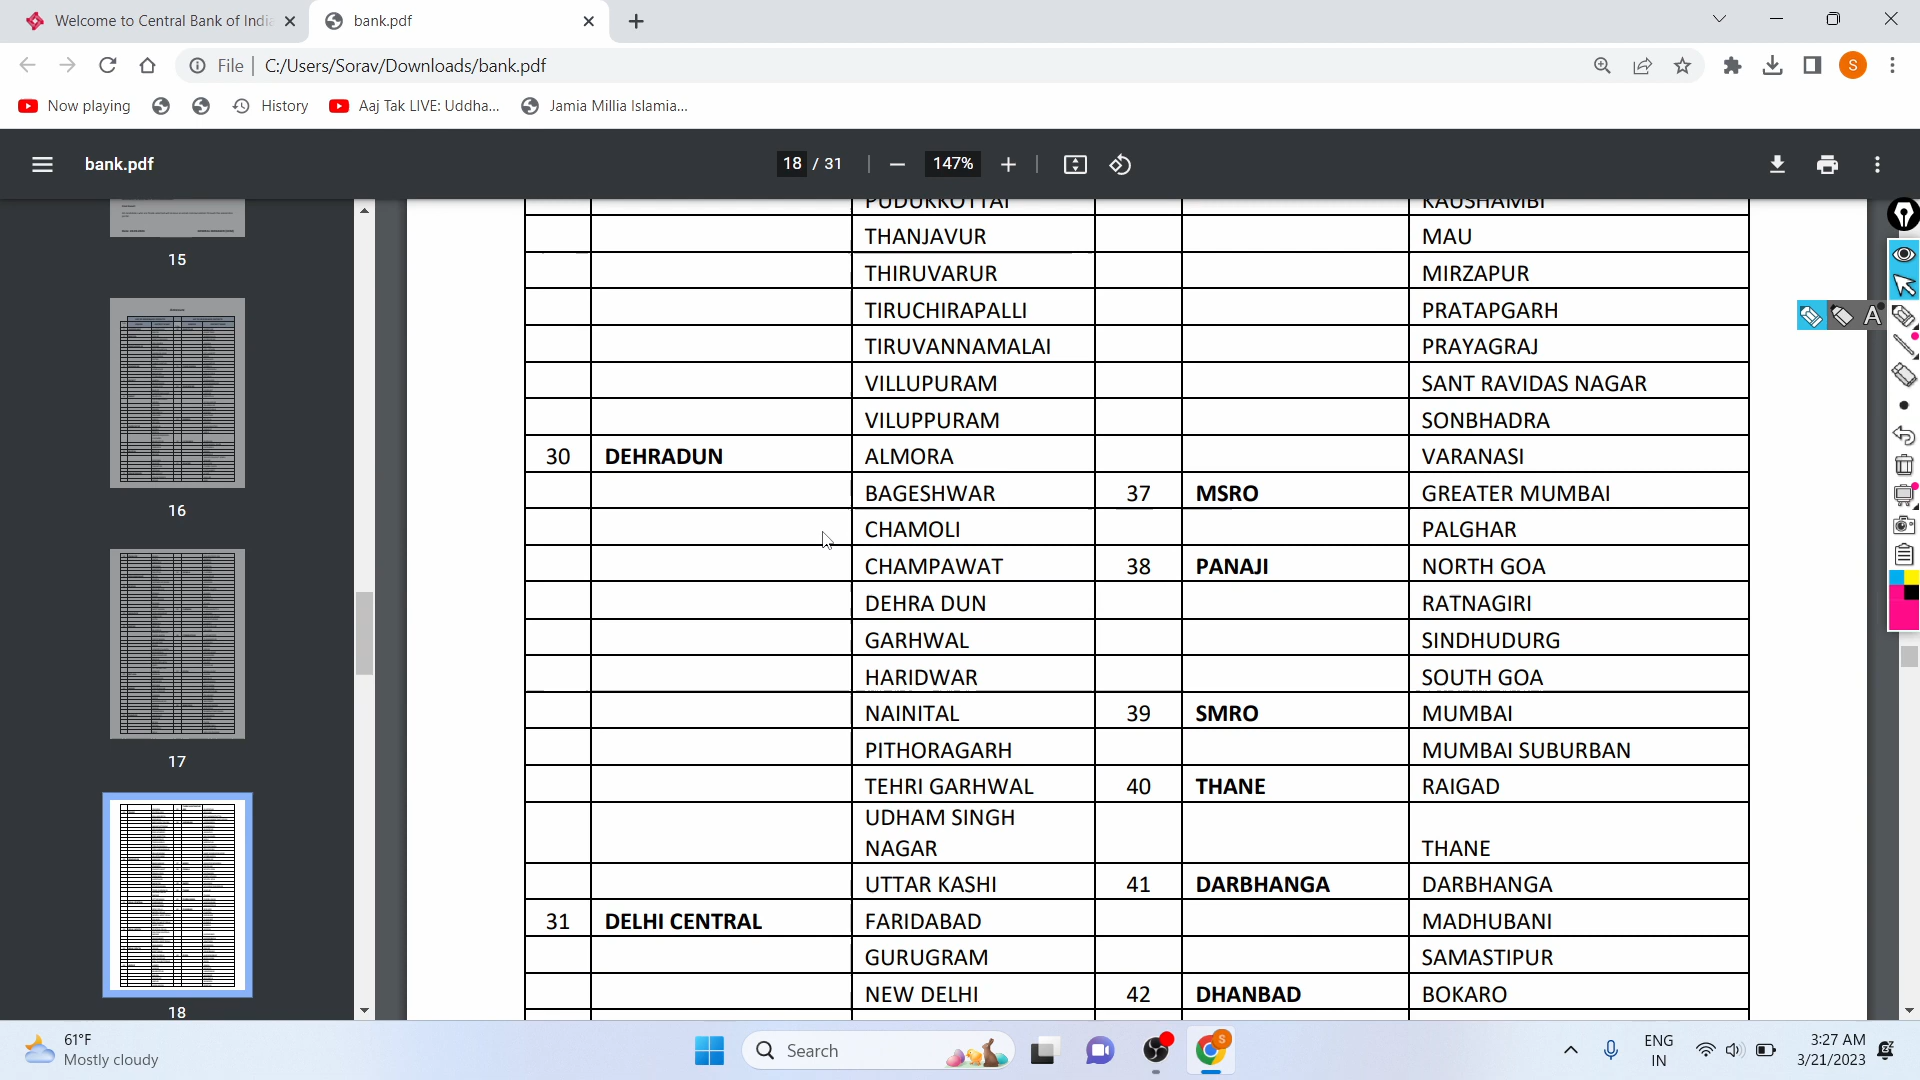 Welcome to Central Bank of India
bank.pdf
File
C:/Users/Sorav/Downloads/bank.pdf
S
Now playing
History
Aaj Tak LIVE: Uddha...
Jamia Millia Islamia...
bank.pdf
18 / 31
147%
15
16
17
18
PUDUKKOTTAI KAUSHAMBI
THANJAVUR MAU
THIRUVARUR MIRZAPUR
TIRUCHIRAPALLI PRATAPGARH
TIRUVANNAMALAI PRAYAGRAJ
VILLUPURAM SANT RAVIDAS NAGAR
VILUPPURAM SONBHADRA
30 DEHRADUN ALMORA VARANASI
BAGESHWAR 37 MSRO GREATER MUMBAI
CHAMOLI PALGHAR
CHAMPAWAT 38 PANAJI NORTH GOA
DEHRA DUN RATNAGIRI
GARHWAL SINDHUDURG
HARIDWAR SOUTH GOA
NAINITAL 39 SMRO MUMBAI
PITHORAGARH MUMBAI SUBURBAN
TEHRI GARHWAL 40 THANE RAIGAD
UDHAM SINGH
NAGAR THANE
UTTAR KASHI 41 DARBHANGA DARBHANGA
31 DELHI CENTRAL FARIDABAD MADHUBANI
GURUGRAM SAMASTIPUR
NEW DELHI 42 DHANBAD BOKARO
A
61°F
Mostly cloudy
Search
S
ENG
IN
3:27 AM
3/21/2023